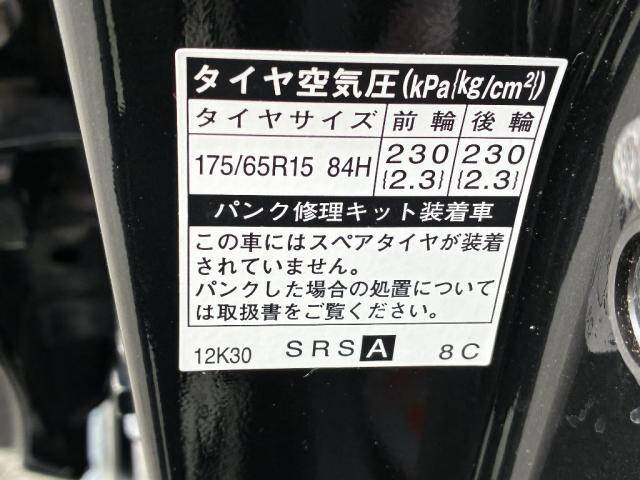 タイヤ空気圧(kPa{kg/cm²})
タイヤサイズ 前輪 後輪
175/65R15 84H 230 {2.3} 230 {2.3}
パンク修理キット装着車
この車にはスペアタイヤが装着
されていません。
パンクした場合の処置について
は取扱書をご覧ください。
12K30 SRS A 8C